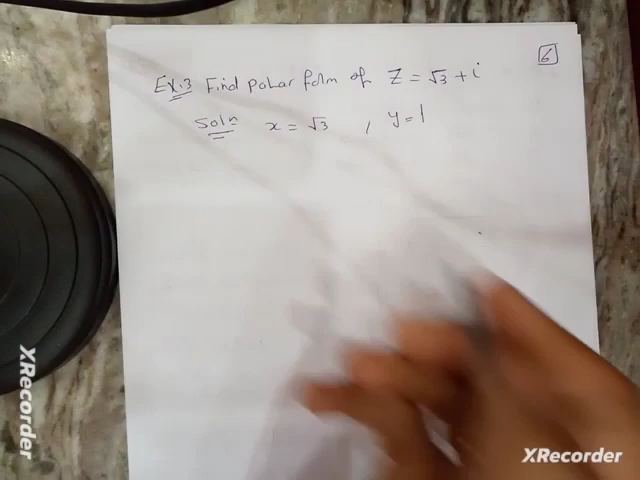 6
Ex.3 Find polar form of Z = √3 + i
Soln x = √3 , y = 1
XRecorder
XRecorder